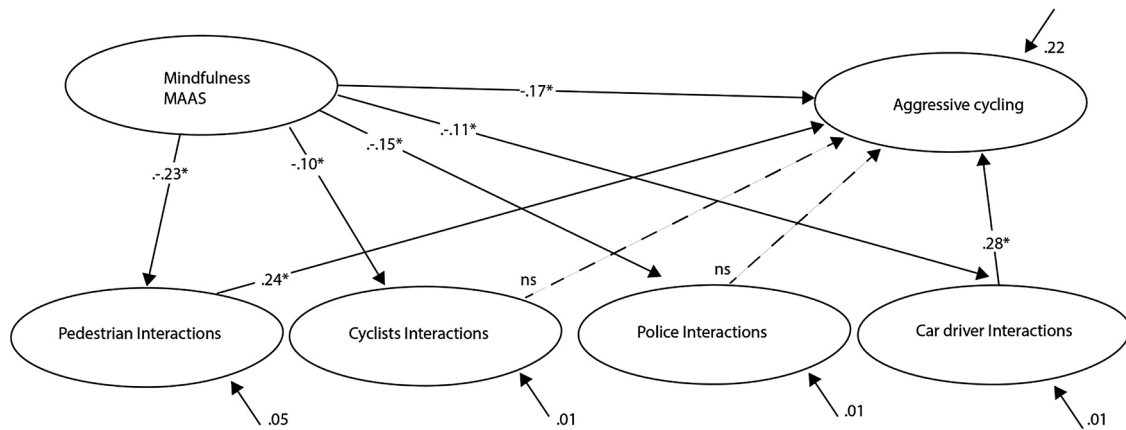 .22
Mindfulness
MAAS
-.17*
Aggressive cycling
.-.11*
.-.15*
-.10*
.-.23*
.28*
.24*
ns
ns
Pedestrian Interactions
Cyclists Interactions
Police Interactions
Car driver Interactions
.05
.01
.01
.01